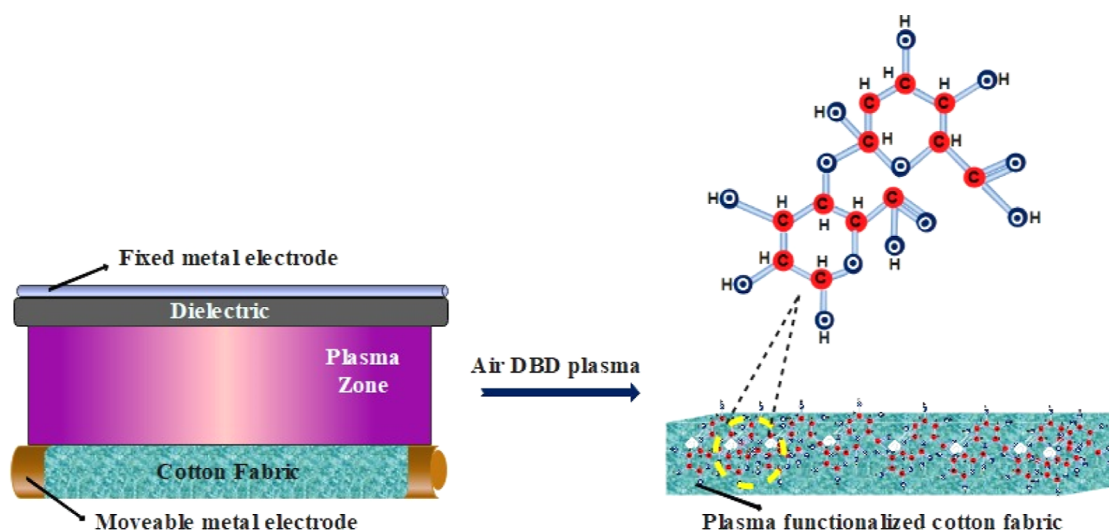 H
O
H C H H O H
C C
H O
C H C H
O O O
C
H O H C H C
C H C O O H
O
C H O H
H O C
O
H
Fixed metal electrode
Dielectric
Plasma
Zone
Cotton Fabric
Moveable metal electrode
Air DBD plasma
Plasma functionalized cotton fabric